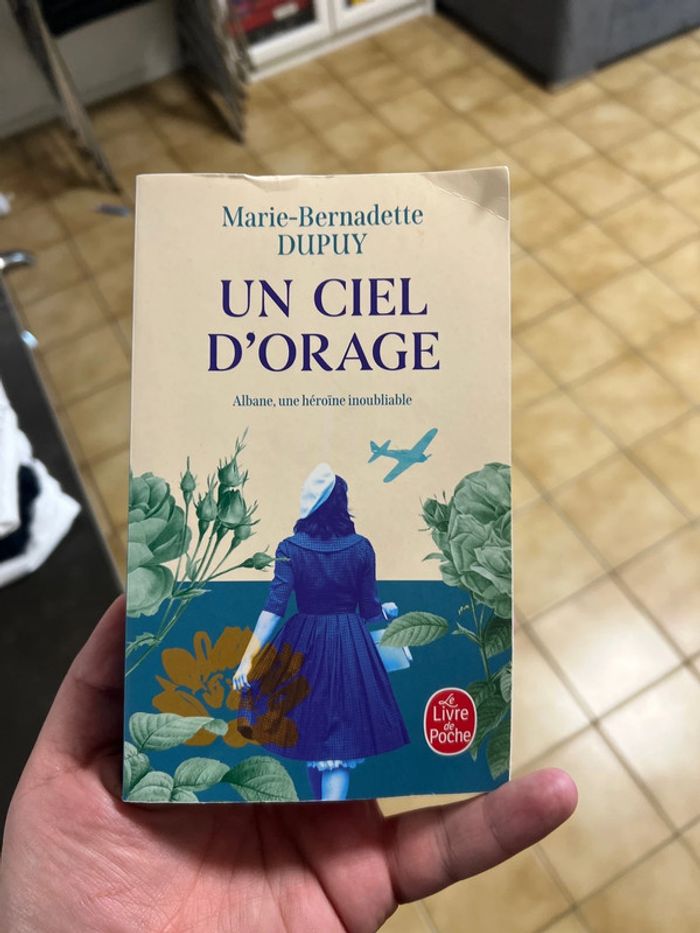 Marie-Bernadette
DUPUY
UN CIEL
D'ORAGE
Albane, une héroïne inoubliable
Le
Livre
de
Poche